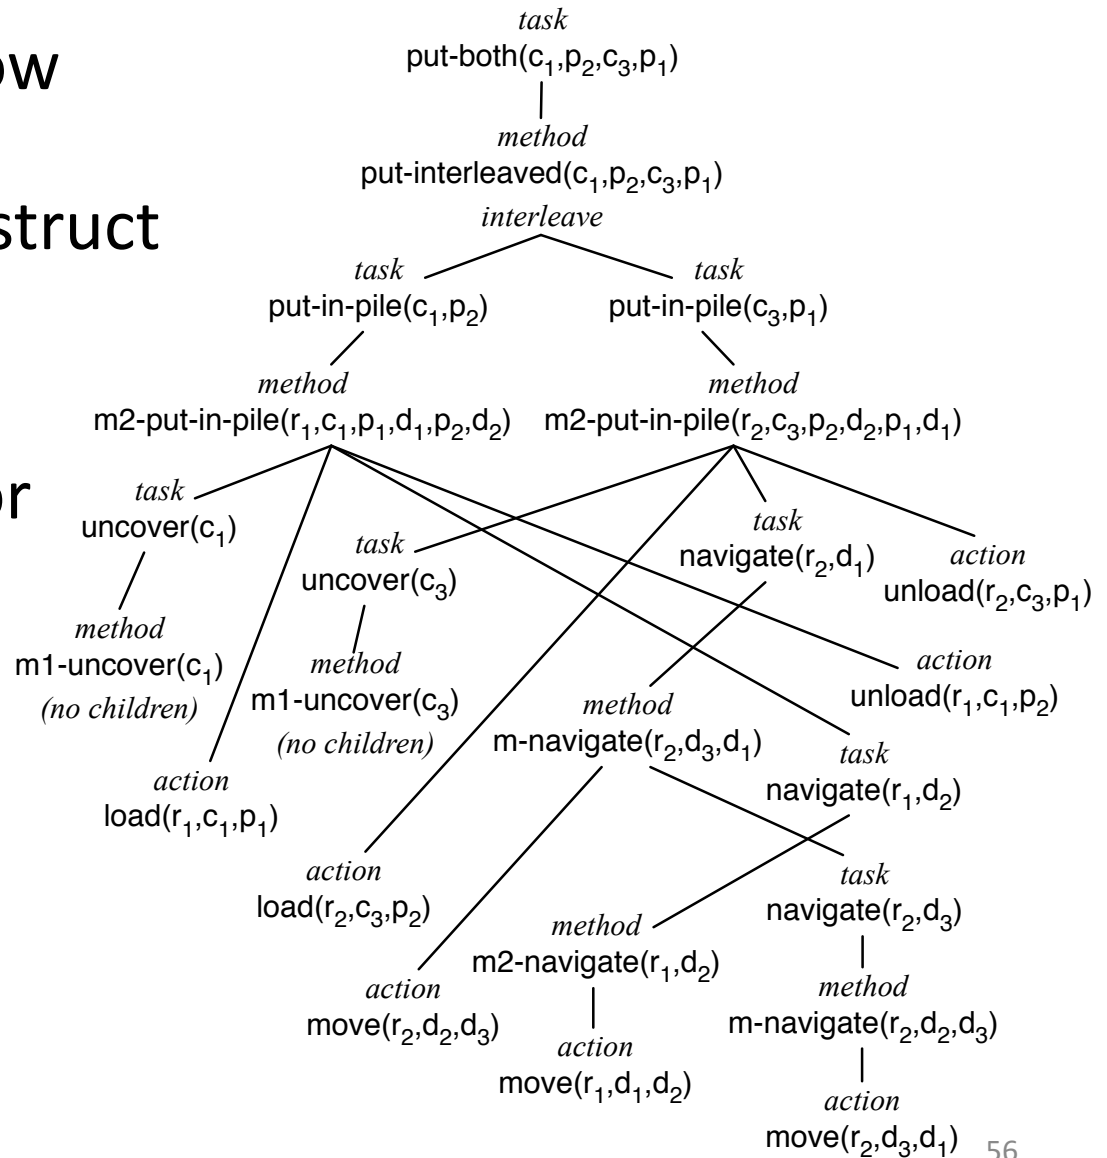 task
put-both(c₁,p₂,c₃,p₁)
ow
method
put-interleaved(c₁,p₂,c₃,p₁)
struct
interleave
task
put-in-pile(c₁,p₂)
task
put-in-pile(c₃,p₁)
method
m2-put-in-pile(r₁,c₁,p₁,d₁,p₂,d₂)
method
m2-put-in-pile(r₂,c₃,p₂,d₂,p₁,d₁)
or
task
uncover(c₁)
task
uncover(c₃)
task
navigate(r₂,d₁)
action
unload(r₂,c₃,p₁)
method
m1-uncover(c₁)
(no children)
method
m1-uncover(c₃)
(no children)
action
unload(r₁,c₁,p₂)
method
m-navigate(r₂,d₃,d₁)
task
navigate(r₁,d₂)
action
load(r₁,c₁,p₁)
action
load(r₂,c₃,p₂)
task
navigate(r₂,d₃)
method
m2-navigate(r₁,d₂)
action
move(r₂,d₂,d₃)
method
m-navigate(r₂,d₂,d₃)
action
move(r₁,d₁,d₂)
action
move(r₂,d₃,d₁)
56